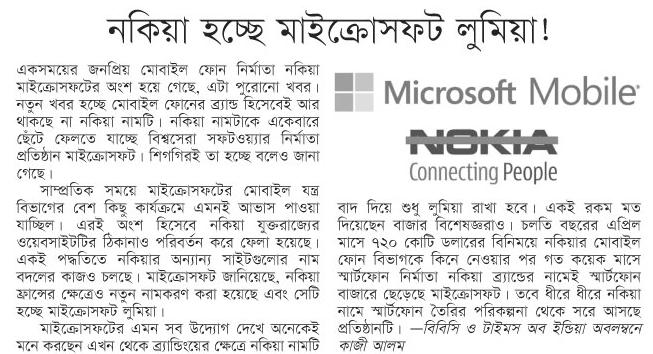 নকিয়া হচ্ছে মাইক্রোসফট লুমিয়া!
একসময়ের জনপ্রিয় মোবাইল ফোন নির্মাতা নকিয়া
মাইক্রোসফটের অংশ হয়ে গেছে, এটা পুরোনো খবর।
নতুন খবর হচ্ছে মোবাইল ফোনের ব্র্যান্ড হিসেবেই আর
থাকছে না নকিয়া নামটি। নকিয়া নামটাকে একেবারে
ছেঁটে ফেলতে যাচ্ছে বিশ্বসেরা সফটওয়্যার নির্মাতা
প্রতিষ্ঠান মাইক্রোসফট। শিগগিরই তা হচ্ছে বলেও জানা
গেছে।
সাম্প্রতিক সময়ে মাইক্রোসফটের মোবাইল যন্ত্র
বিভাগের বেশ কিছু কার্যক্রমে এমনই আভাস পাওয়া
যাচ্ছিল। এরই অংশ হিসেবে নকিয়া যুক্তরাজ্যের
ওয়েবসাইটটির ঠিকানাও পরিবর্তন করে ফেলা হয়েছে।
একই পদ্ধতিতে নকিয়ার অন্যান্য সাইটগুলোর নাম
বদলের কাজও চলছে। মাইক্রোসফট জানিয়েছে, নকিয়া
ফ্রান্সের ক্ষেত্রেও নতুন নামকরণ করা হয়েছে এবং সেটি
হচ্ছে মাইক্রোসফট লুমিয়া।
মাইক্রোসফটের এমন সব উদ্যোগ দেখে অনেকেই
মনে করছেন এখন থেকে ব্র্যান্ডিংয়ের ক্ষেত্রে নকিয়া নামটি
Microsoft Mobile
NOKIA
Connecting People
বাদ দিয়ে শুধু লুমিয়া রাখা হবে। একই রকম মত
দিয়েছেন বাজার বিশেষজ্ঞরাও। চলতি বছরের এপ্রিল
মাসে ৭২০ কোটি ডলারের বিনিময়ে নকিয়ার মোবাইল
ফোন বিভাগকে কিনে নেওয়ার পর গত কয়েক মাসে
স্মার্টফোন নির্মাতা নকিয়া ব্র্যান্ডের নামেই স্মার্টফোন
বাজারে ছেড়েছে মাইক্রোসফট। তবে ধীরে ধীরে নকিয়া
নামে স্মার্টফোন তৈরির পরিকল্পনা থেকে সরে আসছে
প্রতিষ্ঠানটি। —বিবিসি ও টাইমস অব ইন্ডিয়া অবলম্বনে
কাজী আলম